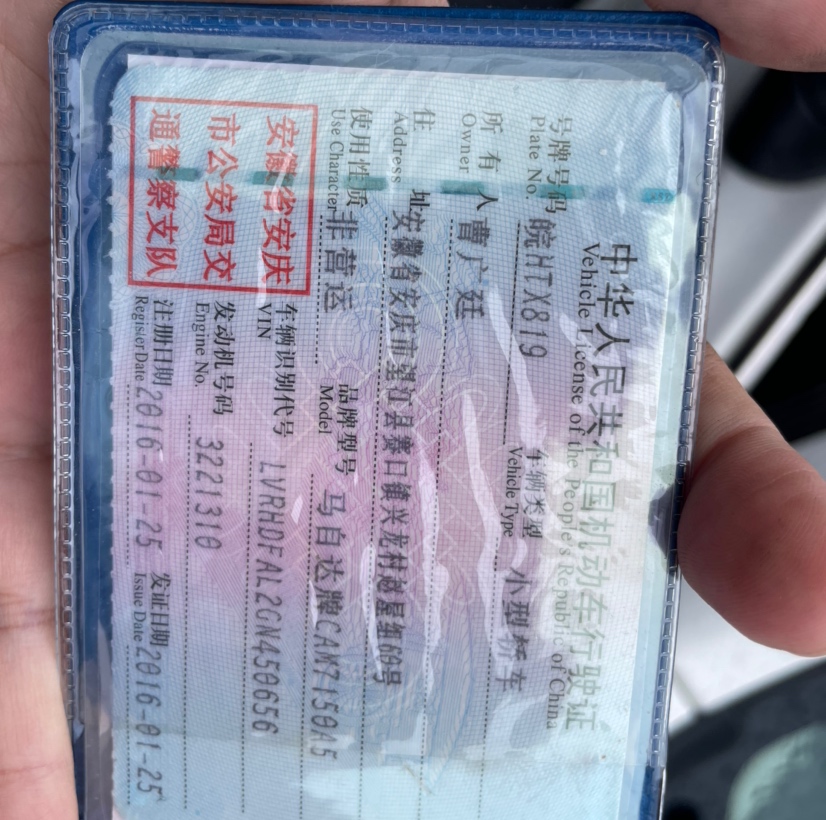 中华人民共和国机动车行驶证
Vehicle License of the People's Republic of China
号牌号码 皖HTX819 车辆类型 小型轿车
Plate No. Vehicle Type
所有人 曹广廷
Owner
住址 安徽省安庆市望江县赛口镇兴龙村越星组69号
Address
使用性质 非营运 品牌型号 马自达牌CAM7150A5
Use Character Model
安徽省安庆
市公安局交
通警察支队
车辆识别代号 LVRHDFAL2GN450656
VIN
发动机号码 3221310
Engine No.
注册日期 2016-01-25 发证日期 2016-01-25
Register Date Issue Date